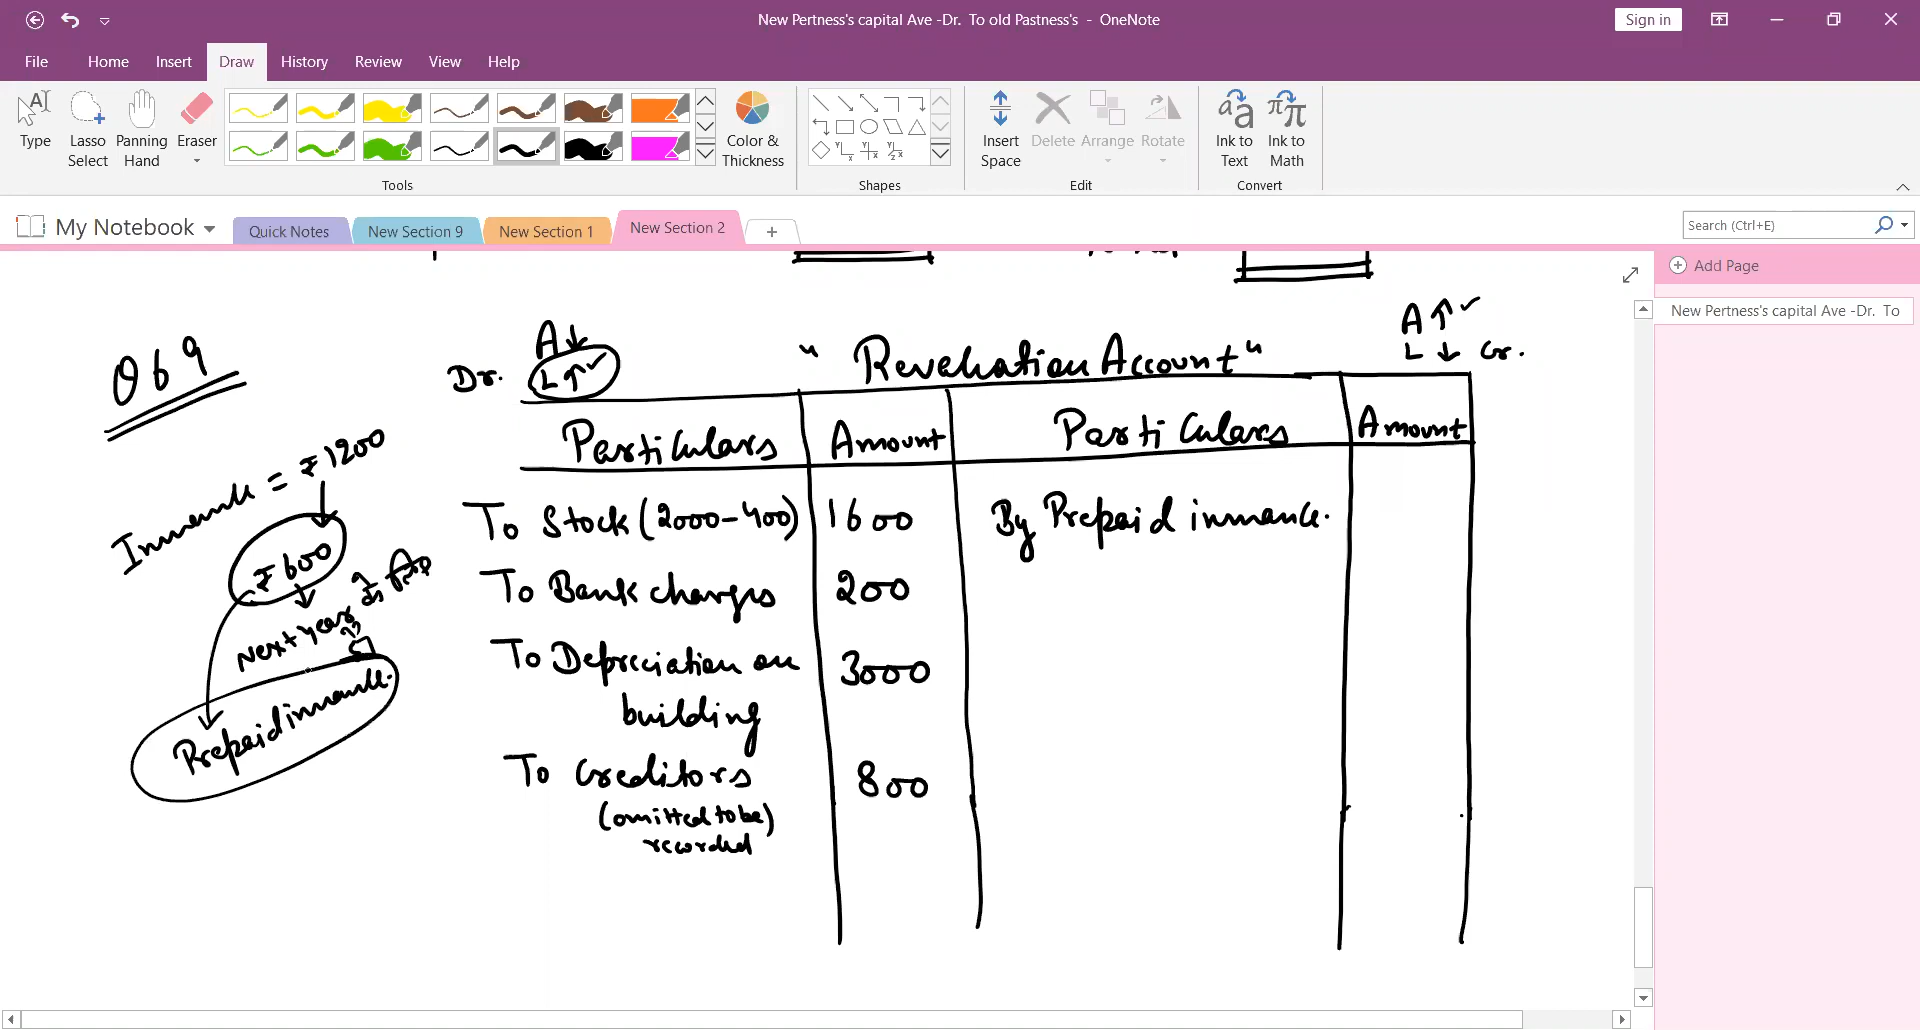 New Pertness's capital Ave -Dr. To old Pastness's - OneNote
Sign in
File Home Insert Draw History Review View Help
Type
Lasso Select
Panning Hand
Eraser
Color & Thickness
Insert Space
Delete
Arrange
Rotate
Ink to Text
Ink to Math
Tools
Shapes
Edit
Convert
My Notebook
Quick Notes
New Section 9
New Section 1
New Section 2
Search (Ctrl+E)
Add Page
New Pertness's capital Ave -Dr. To
Q69
= ₹1200
₹600
Next year
Prepaid
A↓
Dr. L↑✓
"Revaluation Account"
A↑✓
L↓ Cr.
Particulars Amount Particulars Amount
To Stock (2000-400) 1600 By Prepaid insurance.
To Bank charges 200
To Depreciation on building 3000
To Creditors 800
(omitted to be)
recorded